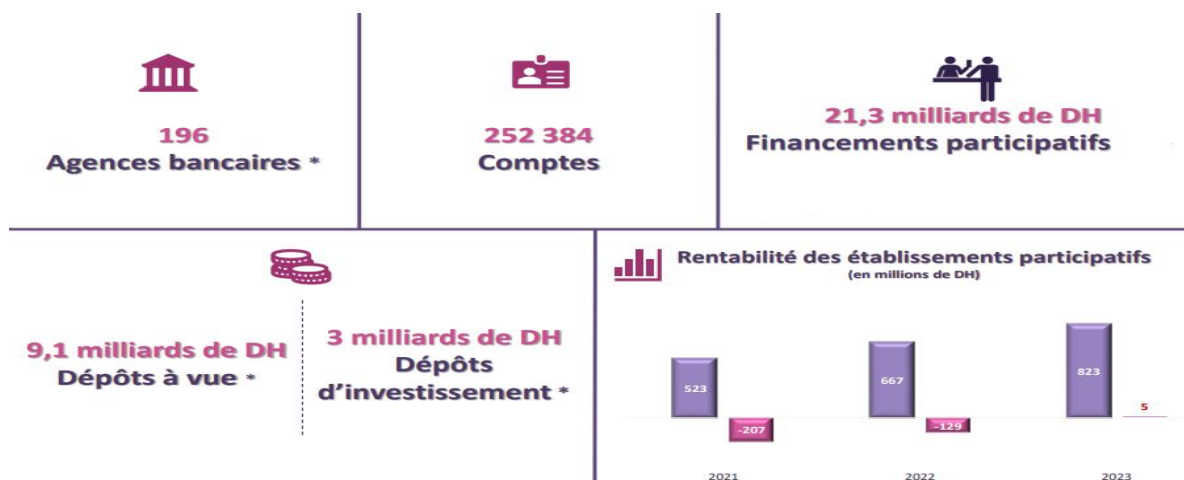 196
Agences bancaires *
252 384
Comptes
21,3 milliards de DH
Financements participatifs
9,1 milliards de DH
Dépôts à vue *
3 milliards de DH
Dépôts
d’investissement *
Rentabilité des établissements participatifs
(en millions de DH)
523
-207
667
-129
823
5
2021
2022
2023